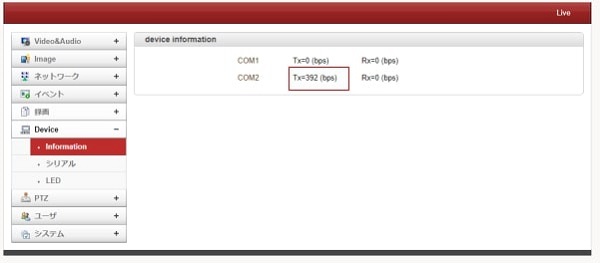 Live
Video&Audio +
Image +
ネットワーク +
イベント +
録画 +
Device −
Information
シリアル
LED
PTZ +
ユーザ +
システム +
device information
COM1 Tx=0 (bps) Rx=0 (bps)
COM2 Tx=392 (bps) Rx=0 (bps)